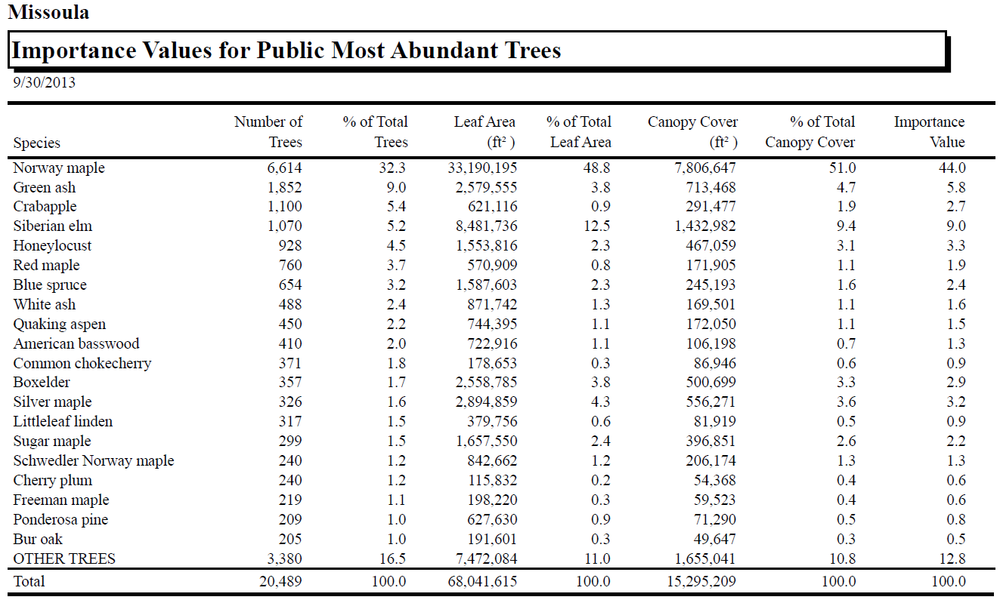 Missoula
Importance Values for Public Most Abundant Trees
9/30/2013
Number of % of Total Leaf Area % of Total Canopy Cover % of Total Importance
Species Trees Trees (ft² ) Leaf Area (ft² ) Canopy Cover Value
Norway maple 6,614 32.3 33,190,195 48.8 7,806,647 51.0 44.0
Green ash 1,852 9.0 2,579,555 3.8 713,468 4.7 5.8
Crabapple 1,100 5.4 621,116 0.9 291,477 1.9 2.7
Siberian elm 1,070 5.2 8,481,736 12.5 1,432,982 9.4 9.0
Honeylocust 928 4.5 1,553,816 2.3 467,059 3.1 3.3
Red maple 760 3.7 570,909 0.8 171,905 1.1 1.9
Blue spruce 654 3.2 1,587,603 2.3 245,193 1.6 2.4
White ash 488 2.4 871,742 1.3 169,501 1.1 1.6
Quaking aspen 450 2.2 744,395 1.1 172,050 1.1 1.5
American basswood 410 2.0 722,916 1.1 106,198 0.7 1.3
Common chokecherry 371 1.8 178,653 0.3 86,946 0.6 0.9
Boxelder 357 1.7 2,558,785 3.8 500,699 3.3 2.9
Silver maple 326 1.6 2,894,859 4.3 556,271 3.6 3.2
Littleleaf linden 317 1.5 379,756 0.6 81,919 0.5 0.9
Sugar maple 299 1.5 1,657,550 2.4 396,851 2.6 2.2
Schwedler Norway maple 240 1.2 842,662 1.2 206,174 1.3 1.3
Cherry plum 240 1.2 115,832 0.2 54,368 0.4 0.6
Freeman maple 219 1.1 198,220 0.3 59,523 0.4 0.6
Ponderosa pine 209 1.0 627,630 0.9 71,290 0.5 0.8
Bur oak 205 1.0 191,601 0.3 49,647 0.3 0.5
OTHER TREES 3,380 16.5 7,472,084 11.0 1,655,041 10.8 12.8
Total 20,489 100.0 68,041,615 100.0 15,295,209 100.0 100.0